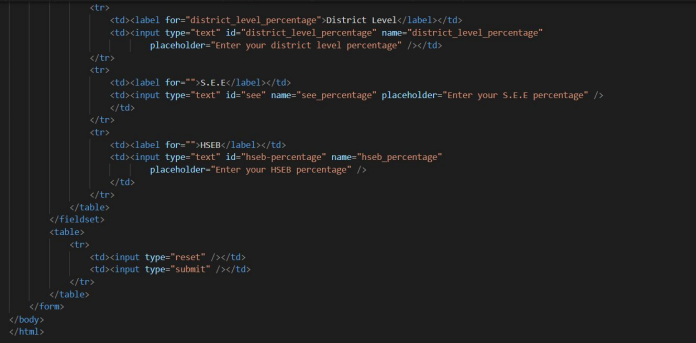 <tr>
<td><label for="district_level_percentage">District Level</label></td>
<td><input type="text" id="district_level_percentage" name="district_level_percentage"
placeholder="Enter your district level percentage" /></td>
</tr>
<tr>
<td><label for="">S.E.E</label></td>
<td><input type="text" id="see" name="see_percentage" placeholder="Enter your S.E.E percentage" />
</td>
</tr>
<tr>
<td><label for="">HSEB</label></td>
<td><input type="text" id="hseb-percentage" name="hseb_percentage"
placeholder="Enter your HSEB percentage" />
</td>
</tr>
</table>
</fieldset>
<table>
<tr>
<td><input type="reset" /></td>
<td><input type="submit" /></td>
</tr>
</table>
</form>
</body>
</html>